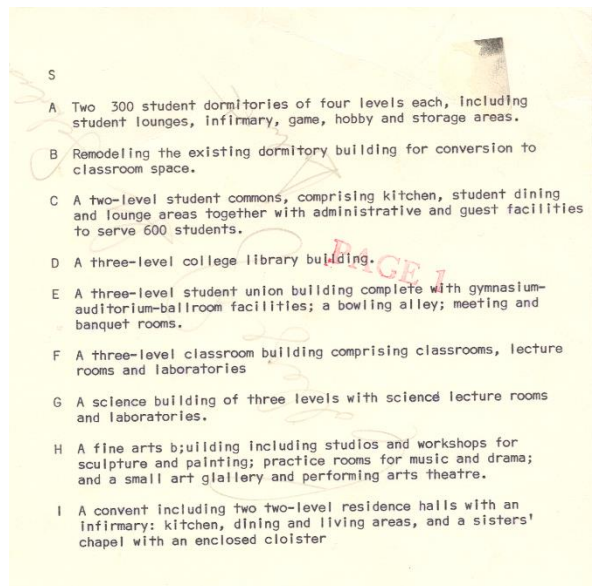 S
A Two 300 student dormitories of four levels each, including
student lounges, infirmary, game, hobby and storage areas.
B Remodeling the existing dormitory building for conversion to
classroom space.
C A two-level student commons, comprising kitchen, student dining
and lounge areas together with administrative and guest facilities
to serve 600 students.
D A three-level college library building.
PAGE 1
E A three-level student union building complete with gymnasium-
auditorium-ballroom facilities; a bowling alley; meeting and
banquet rooms.
F A three-level classroom building comprising classrooms, lecture
rooms and laboratories
G A science building of three levels with science lecture rooms
and laboratories.
H A fine arts b;uilding including studios and workshops for
sculpture and painting; practice rooms for music and drama;
and a small art glallery and performing arts theatre.
I A convent including two two-level residence halls with an
infirmary: kitchen, dining and living areas, and a sisters'
chapel with an enclosed cloister